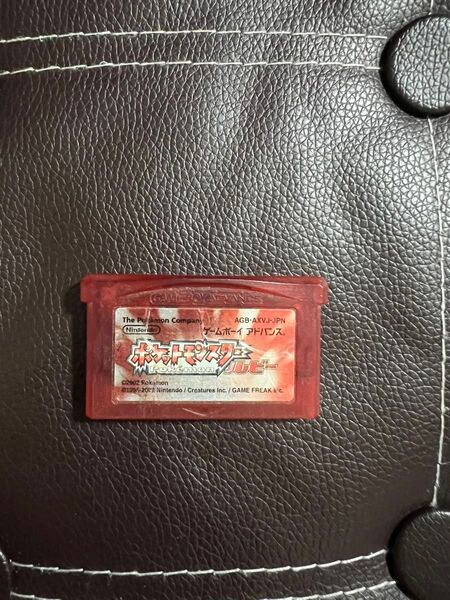 GAME BOY ADVANCE
The Pokémon Company
AGB-AXVJ-JPN
Nintendo
ゲームボーイ アドバンス
ポケットモンスター
POKéMON
ルビー
©2002 Pokémon
©1995-2002 Nintendo / Creatures inc. / GAME FREAK inc.